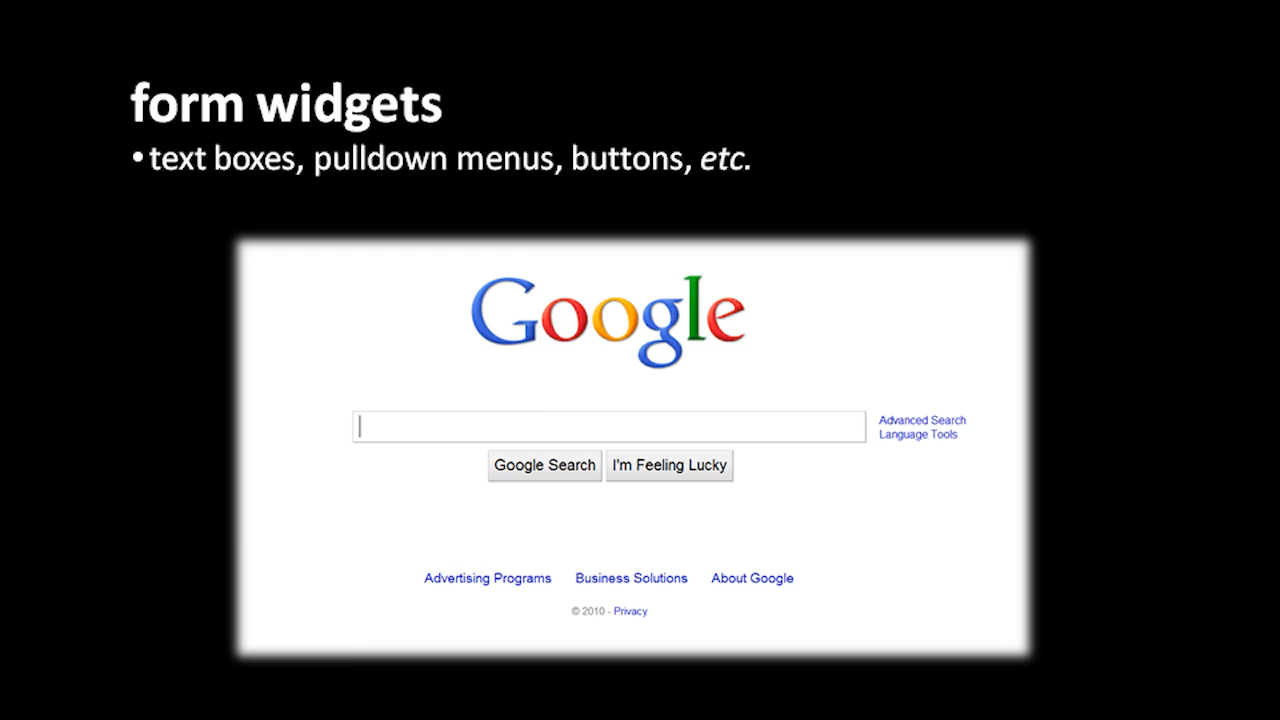 form widgets
• text boxes, pulldown menus, buttons, etc.
Google
Advanced Search
Language Tools
Google Search I'm Feeling Lucky
Advertising Programs Business Solutions About Google
© 2010 - Privacy